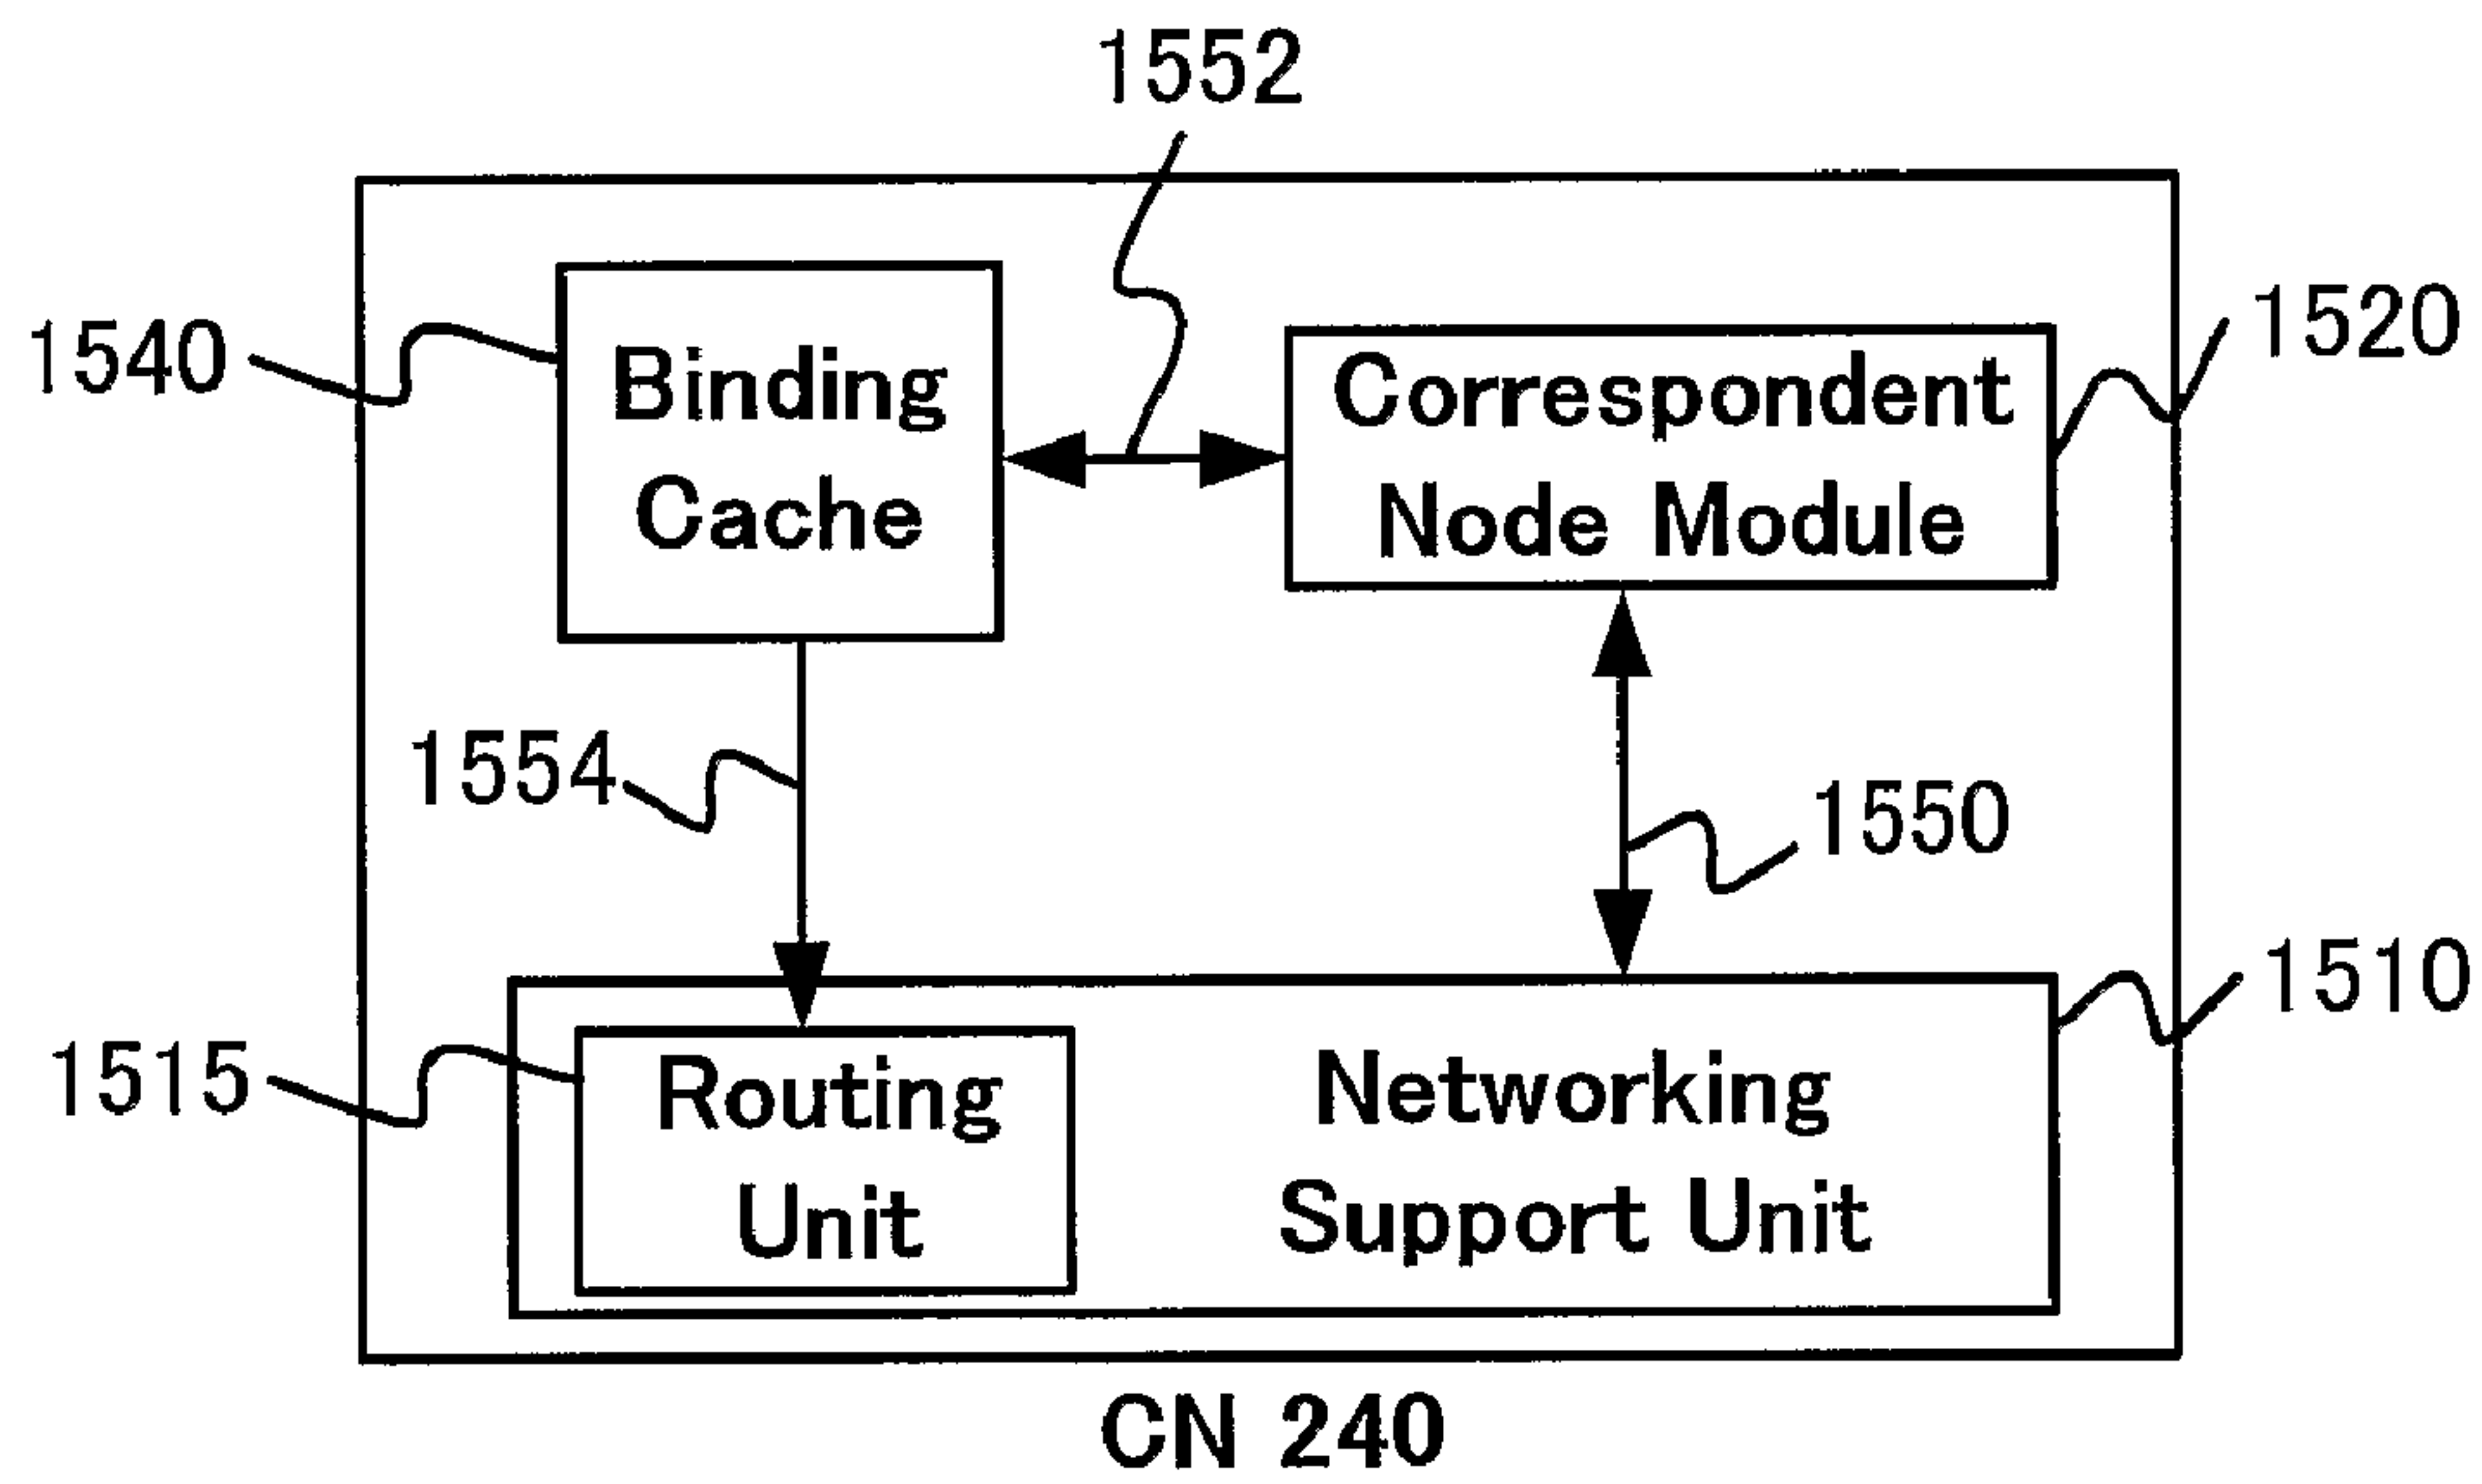 1552
1540
Binding
Cache
Correspondent
Node Module
1520
1554
1550
1510
1515
Routing
Unit
Networking
Support Unit
CN 240